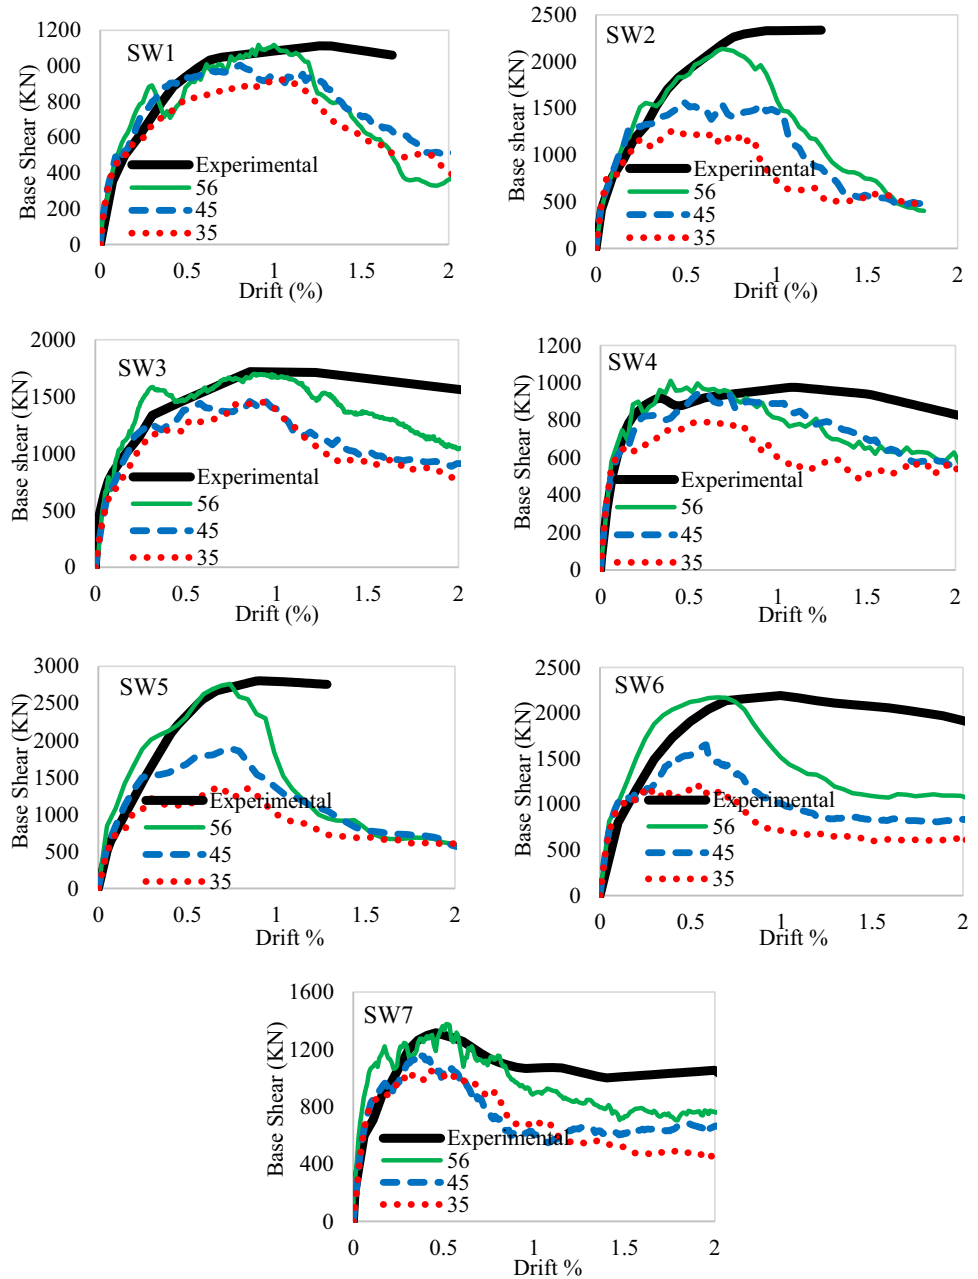 SW1
Base Shear (KN)
1200
000
800
600
400
200
0
Experimental
56
45
35
0 0.5 1 1.5 2
Drift (%)
SW2
Base shear (KN)
2500
2000
1500
1000
500
0
Experimental
56
45
35
0 0.5 1 1.5 2
Drift (%)
SW3
Base shear (KN)
2000
1500
1000
500
0
Experimental
56
45
35
0 0.5 1 1.5 2
Drift (%)
SW4
Base Shear (KN)
1200
1000
800
600
400
200
0
Experimental
56
45
35
0 0.5 1 1.5 2
Drift %
SW5
Base Shear (KN)
3000
2500
2000
1500
1000
500
0
Experimental
56
45
35
0 0.5 1 1.5 2
Drift %
SW6
Base Shear (KN)
2500
2000
1500
1000
500
0
Experimental
56
45
35
0 0.5 1 1.5 2
Drift %
SW7
Base Shear (KN)
1600
1200
800
400
0
Experimental
56
45
35
0 0.5 1 1.5 2
Drift %